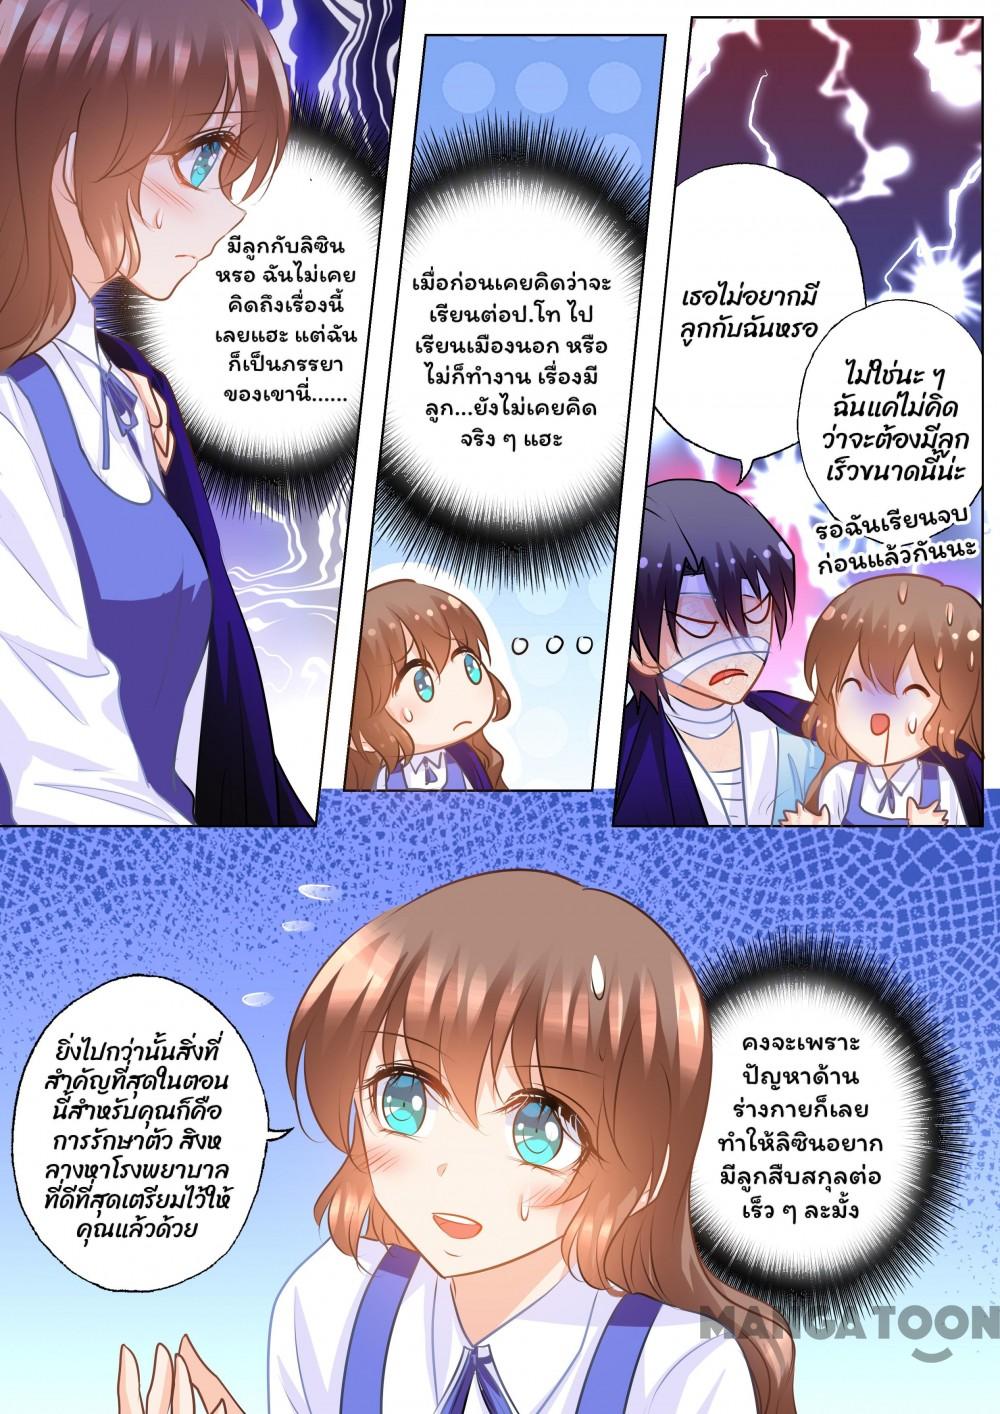 มีลูกกับลิซิน
หรอ ฉันไม่เคย
คิดถึงเรื่องนี้
เลยแฮะ แต่ฉัน
ก็เป็นภรรยา
ของเขานี่......
เมื่อก่อนเคยคิดว่าจะ
เรียนต่อป.โท ไป
เรียนเมืองนอก หรือ
ไม่ก็ทำงาน เรื่องมี
ลูก...ยังไม่เคยคิด
จริง ๆ แฮะ
เธอไม่อยากมี
ลูกกับฉันหรอ
ไม่ใช่นะ ๆ
ฉันแค่ไม่คิด
ว่าจะต้องมีลูก
เร็วขนาดนี้น่ะ
รอฉันเรียนจบ
ก่อนแล้วกันนะ
ยิ่งไปกว่านั้นสิ่งที่
สำคัญที่สุดในตอน
นี้สำหรับคุณก็คือ
การรักษาตัว สิงห
ลางหาโรงพยาบาล
ที่ดีที่สุดเตรียมไว้ให้
คุณแล้วด้วย
คงจะเพราะ
ปัญหาด้าน
ร่างกายก็เลย
ทำให้ลิซินอยาก
มีลูกสืบสกุลต่อ
เร็ว ๆ ละมั้ง
MANGATOON